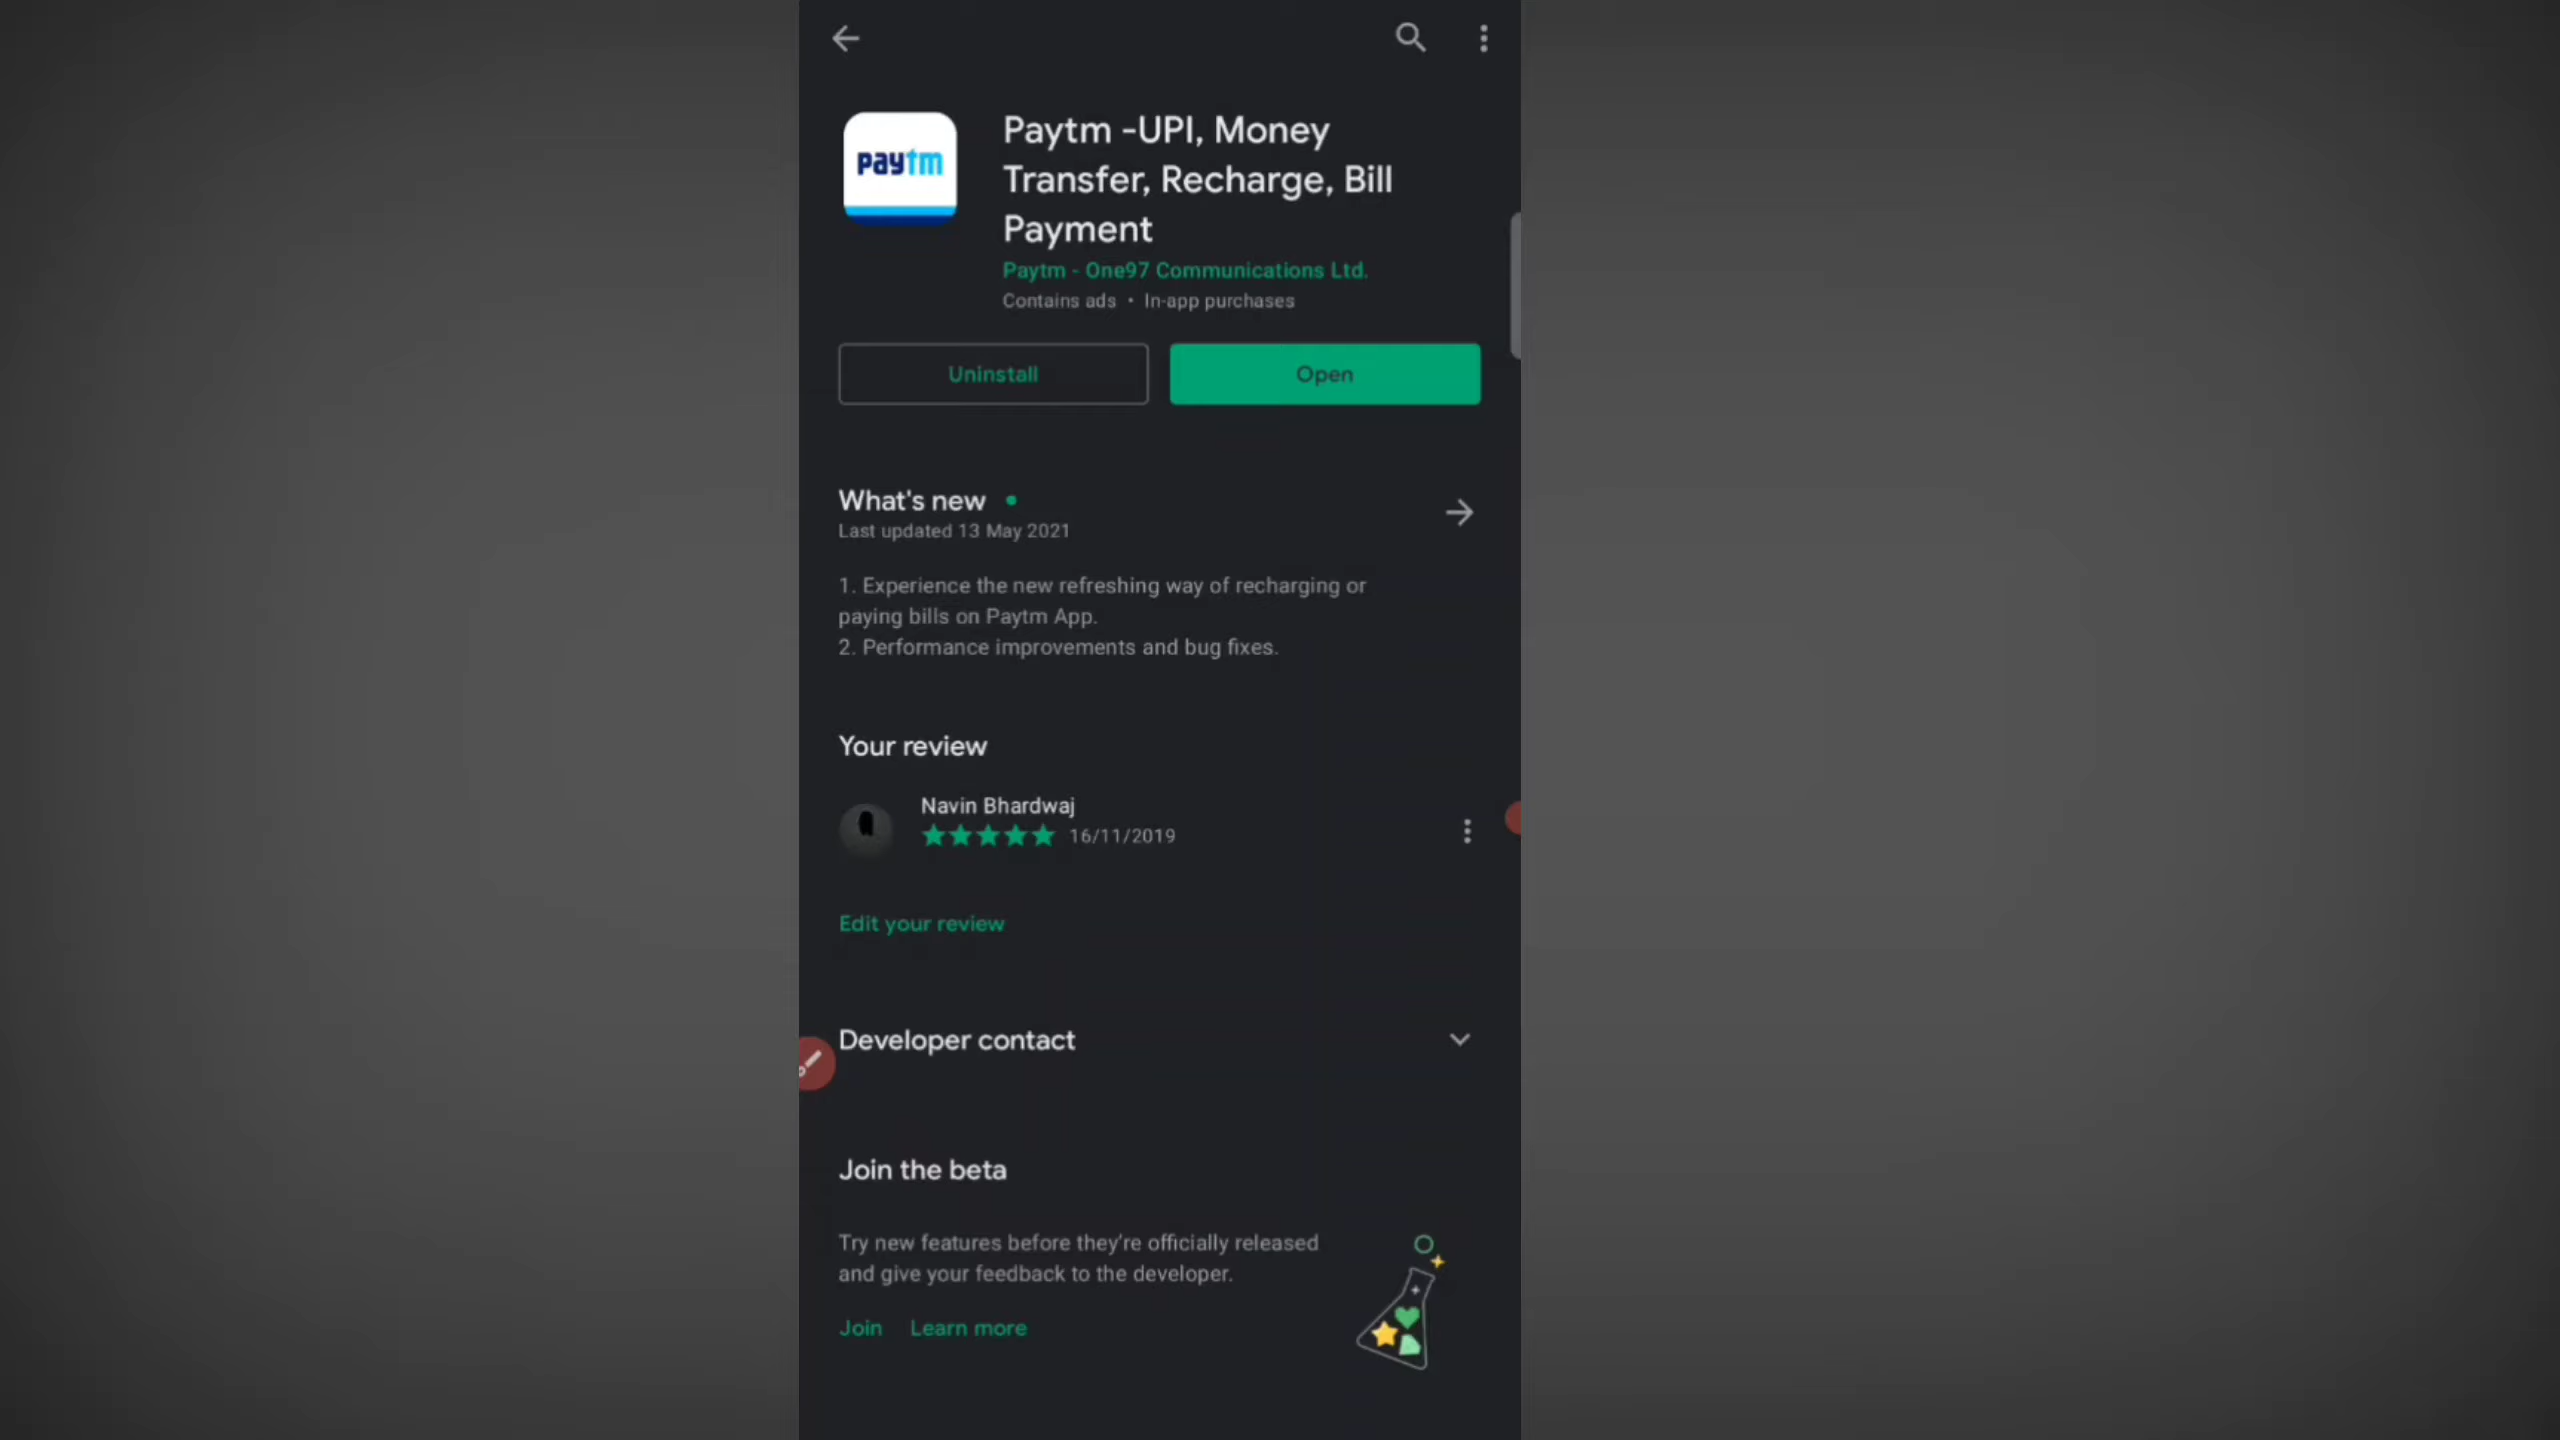 Paytm -UPI, Money
Transfer, Recharge, Bill
Payment
paytm
Paytm - One97 Communications Ltd.
Contains ads • In-app purchases
Uninstall
Open
What's new
Last updated 13 May 2021
1. Experience the new refreshing way of recharging or
paying bills on Paytm App.
2. Performance improvements and bug fixes.
Your review
Navin Bhardwaj
16/11/2019
Edit your review
Developer contact
Join the beta
Try new features before they're officially released
and give your feedback to the developer.
Join Learn more